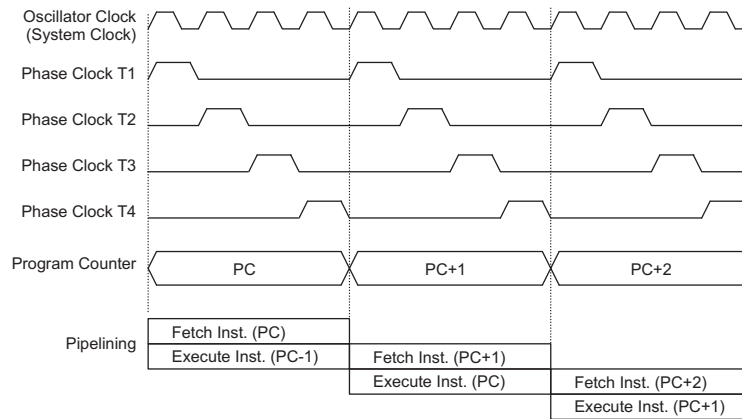 Oscillator Clock
(System Clock)
Phase Clock T1
Phase Clock T2
Phase Clock T3
Phase Clock T4
Program Counter
PC
PC+1
PC+2
Pipelining
Fetch Inst. (PC)
Execute Inst. (PC-1)
Fetch Inst. (PC+1)
Execute Inst. (PC)
Fetch Inst. (PC+2)
Execute Inst. (PC+1)